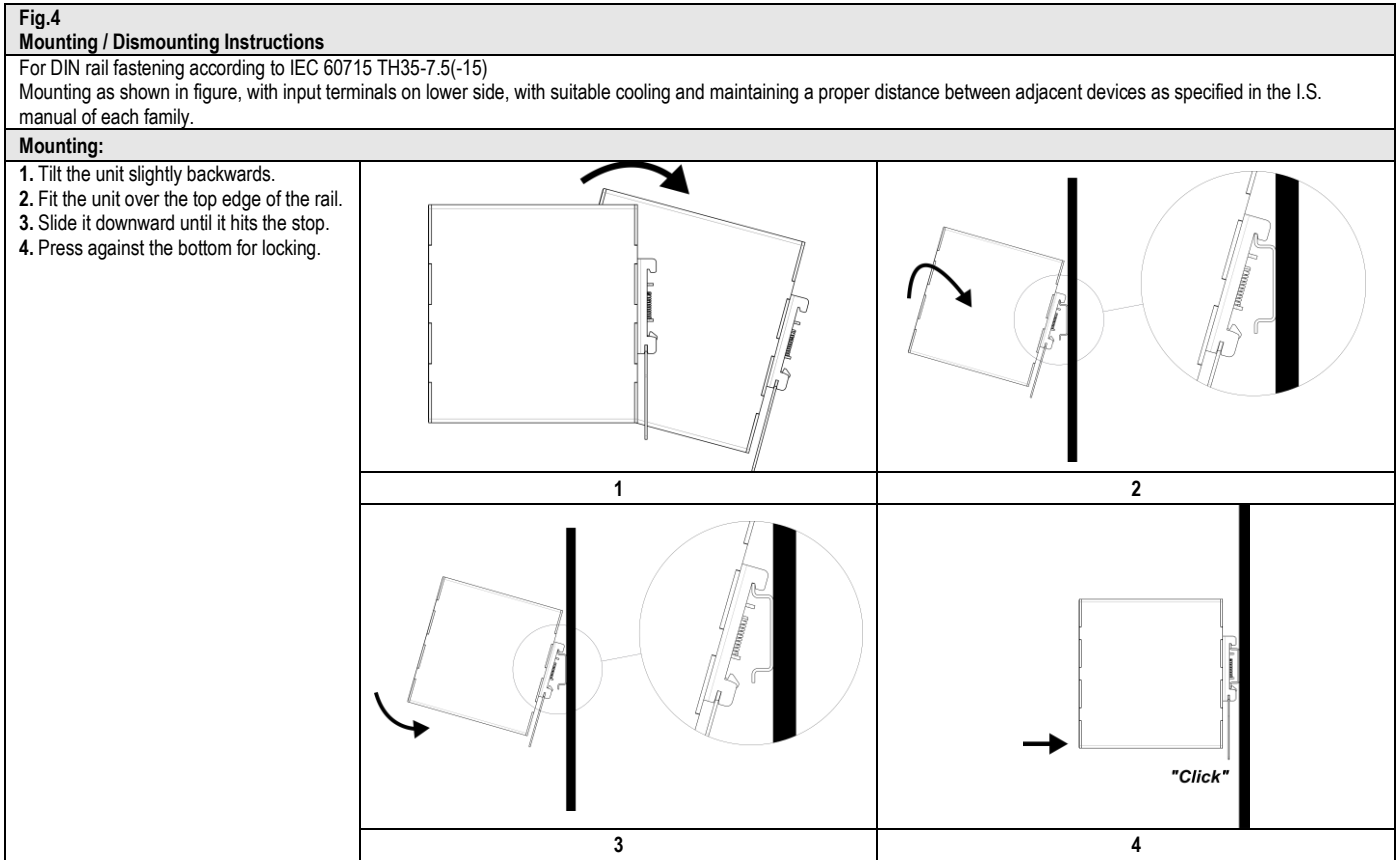 Fig.4
Mounting / Dismounting Instructions
For DIN rail fastening according to IEC 60715 TH35-7.5(-15)
Mounting as shown in figure, with input terminals on lower side, with suitable cooling and maintaining a proper distance between adjacent devices as specified in the I.S.
manual of each family.
Mounting:
1. Tilt the unit slightly backwards.
2. Fit the unit over the top edge of the rail.
3. Slide it downward until it hits the stop.
4. Press against the bottom for locking.
1
2
"Click"
3
4